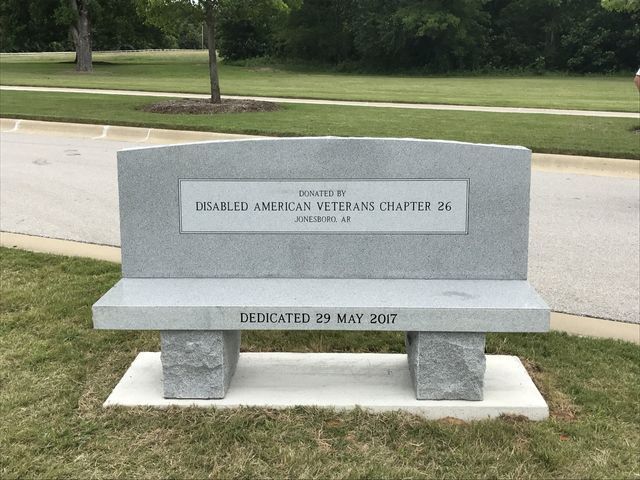 DONATED BY
DISABLED AMERICAN VETERANS CHAPTER 26
JONESBORO, AR
DEDICATED 29 MAY 2017